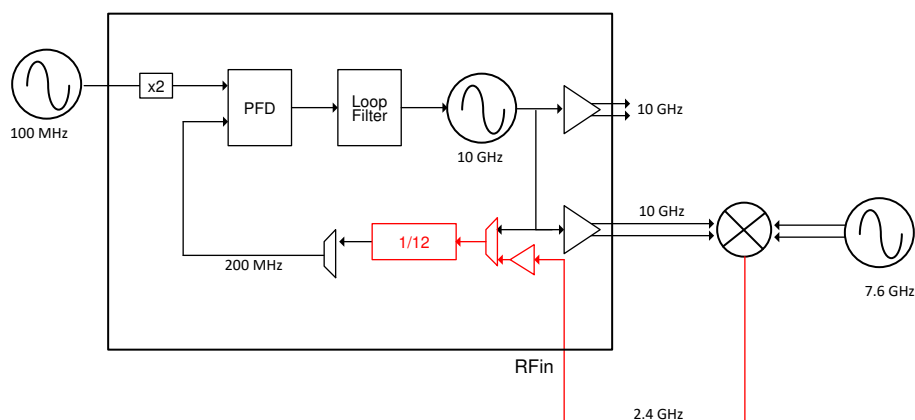 x2
PFD
Loop
Filter
100 MHz
10 GHz
10 GHz
10 GHz
1/12
200 MHz
7.6 GHz
RFin
2.4 GHz